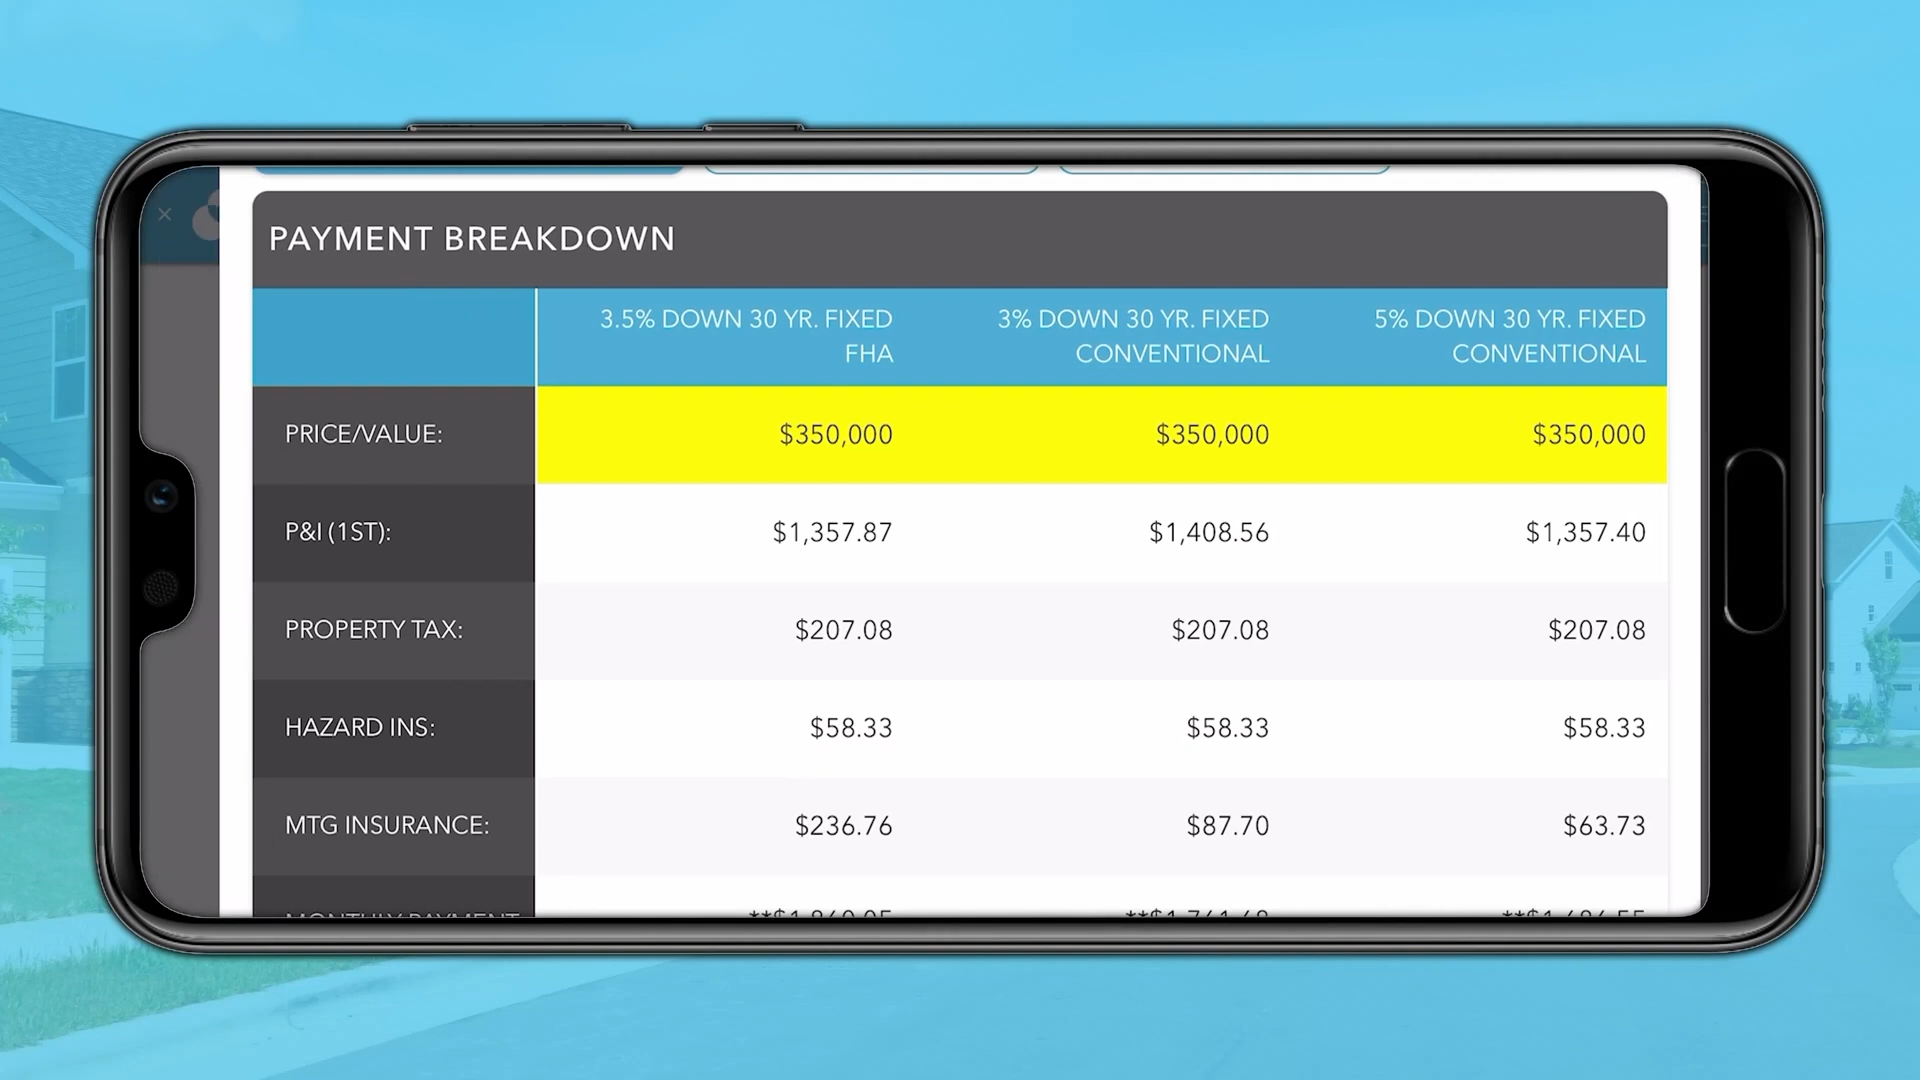 PAYMENT BREAKDOWN
3.5% DOWN 30 YR. FIXED FHA
3% DOWN 30 YR. FIXED CONVENTIONAL
5% DOWN 30 YR. FIXED CONVENTIONAL
PRICE/VALUE: $350,000 $350,000 $350,000
P&I (1ST): $1,357.87 $1,408.56 $1,357.40
PROPERTY TAX: $207.08 $207.08 $207.08
HAZARD INS: $58.33 $58.33 $58.33
MTG INSURANCE: $236.76 $87.70 $63.73
MONTHLY PAYMENT